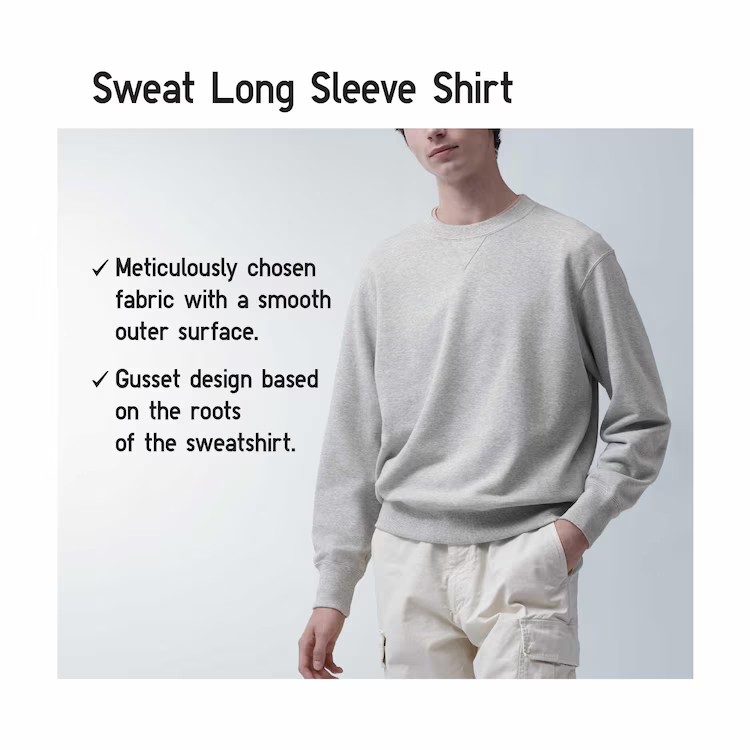 Sweat Long Sleeve Shirt
✓ Meticulously chosen
fabric with a smooth
outer surface.
✓ Gusset design based
on the roots
of the sweatshirt.